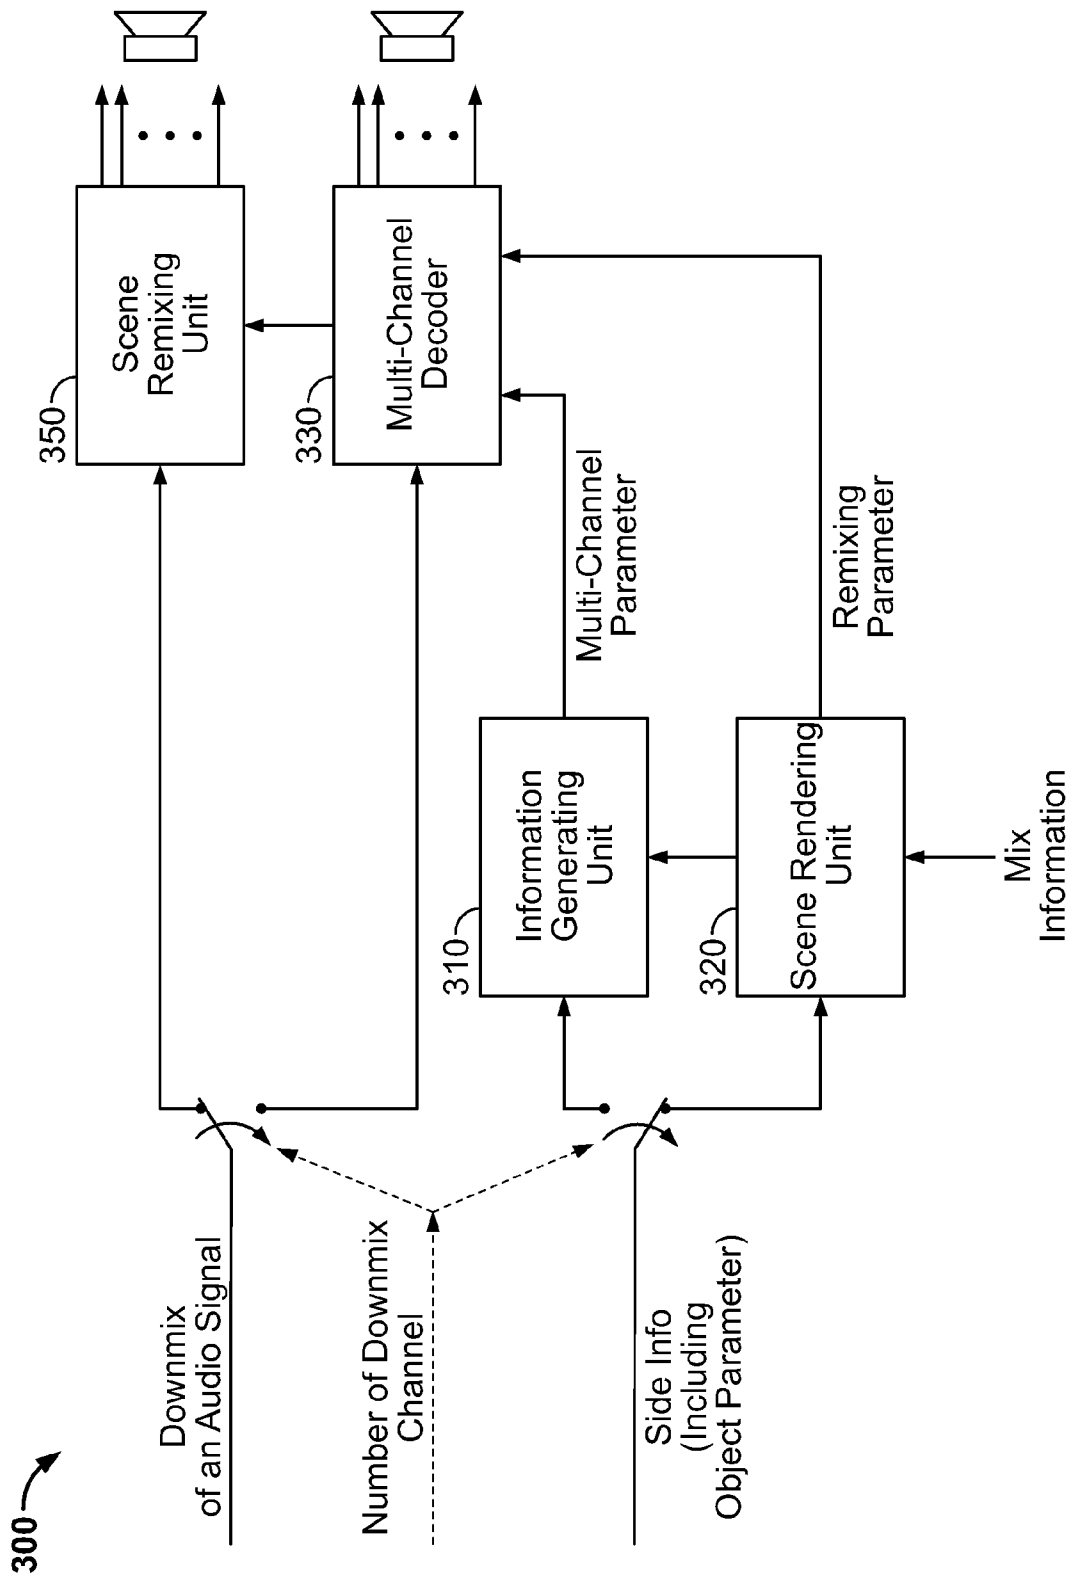 300
Downmix
of an Audio Signal
Number of Downmix
Channel
Side Info
(Including
Object Parameter)
350
Scene
Remixing
Unit
330
Multi-Channel
Decoder
310
Information
Generating
Unit
Multi-Channel
Parameter
320
Scene Rendering
Unit
Remixing
Parameter
Mix
Information